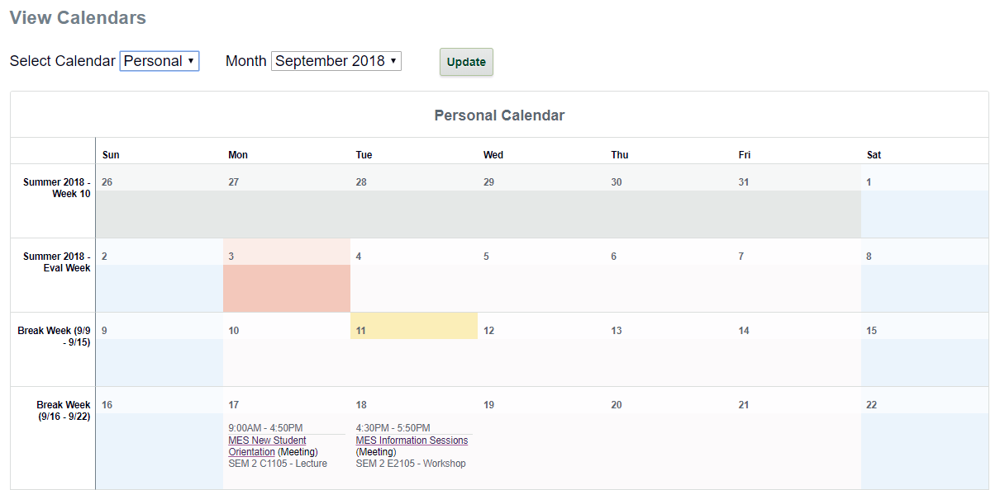 View Calendars
Select Calendar Personal Month September 2018 Update
Personal Calendar
Sun Mon Tue Wed Thu Fri Sat
Summer 2018 - Week 10 26 27 28 29 30 31 1
Summer 2018 - Eval Week 2 3 4 5 6 7 8
Break Week (9/9 - 9/15) 9 10 11 12 13 14 15
Break Week (9/16 - 9/22) 16 17 18 19 20 21 22
9:00AM - 4:50PM
MES New Student
Orientation (Meeting)
SEM 2 C1105 - Lecture
4:30PM - 5:50PM
MES Information Sessions
(Meeting)
SEM 2 E2105 - Workshop